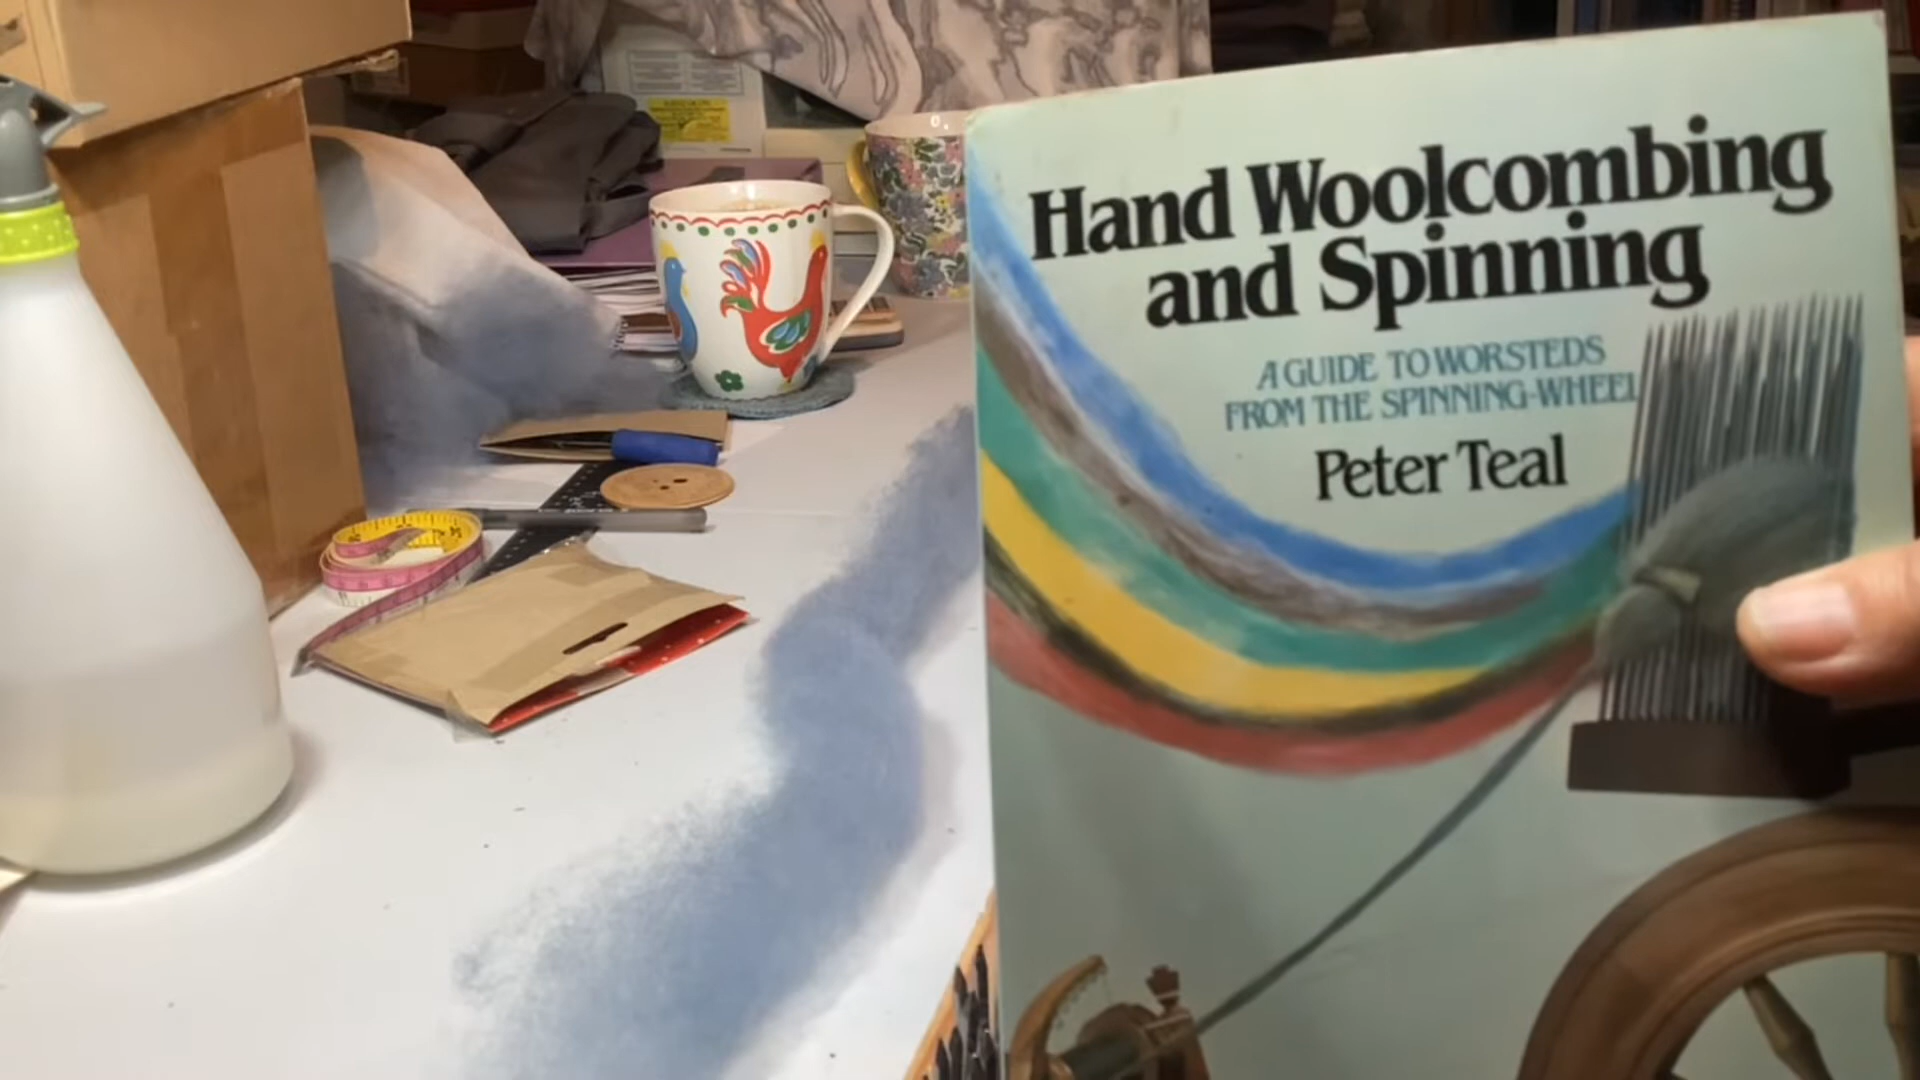 Hand Woolcombing
and Spinning
A GUIDE TO WORSTEDS
FROM THE SPINNING-WHEEL
Peter Teal